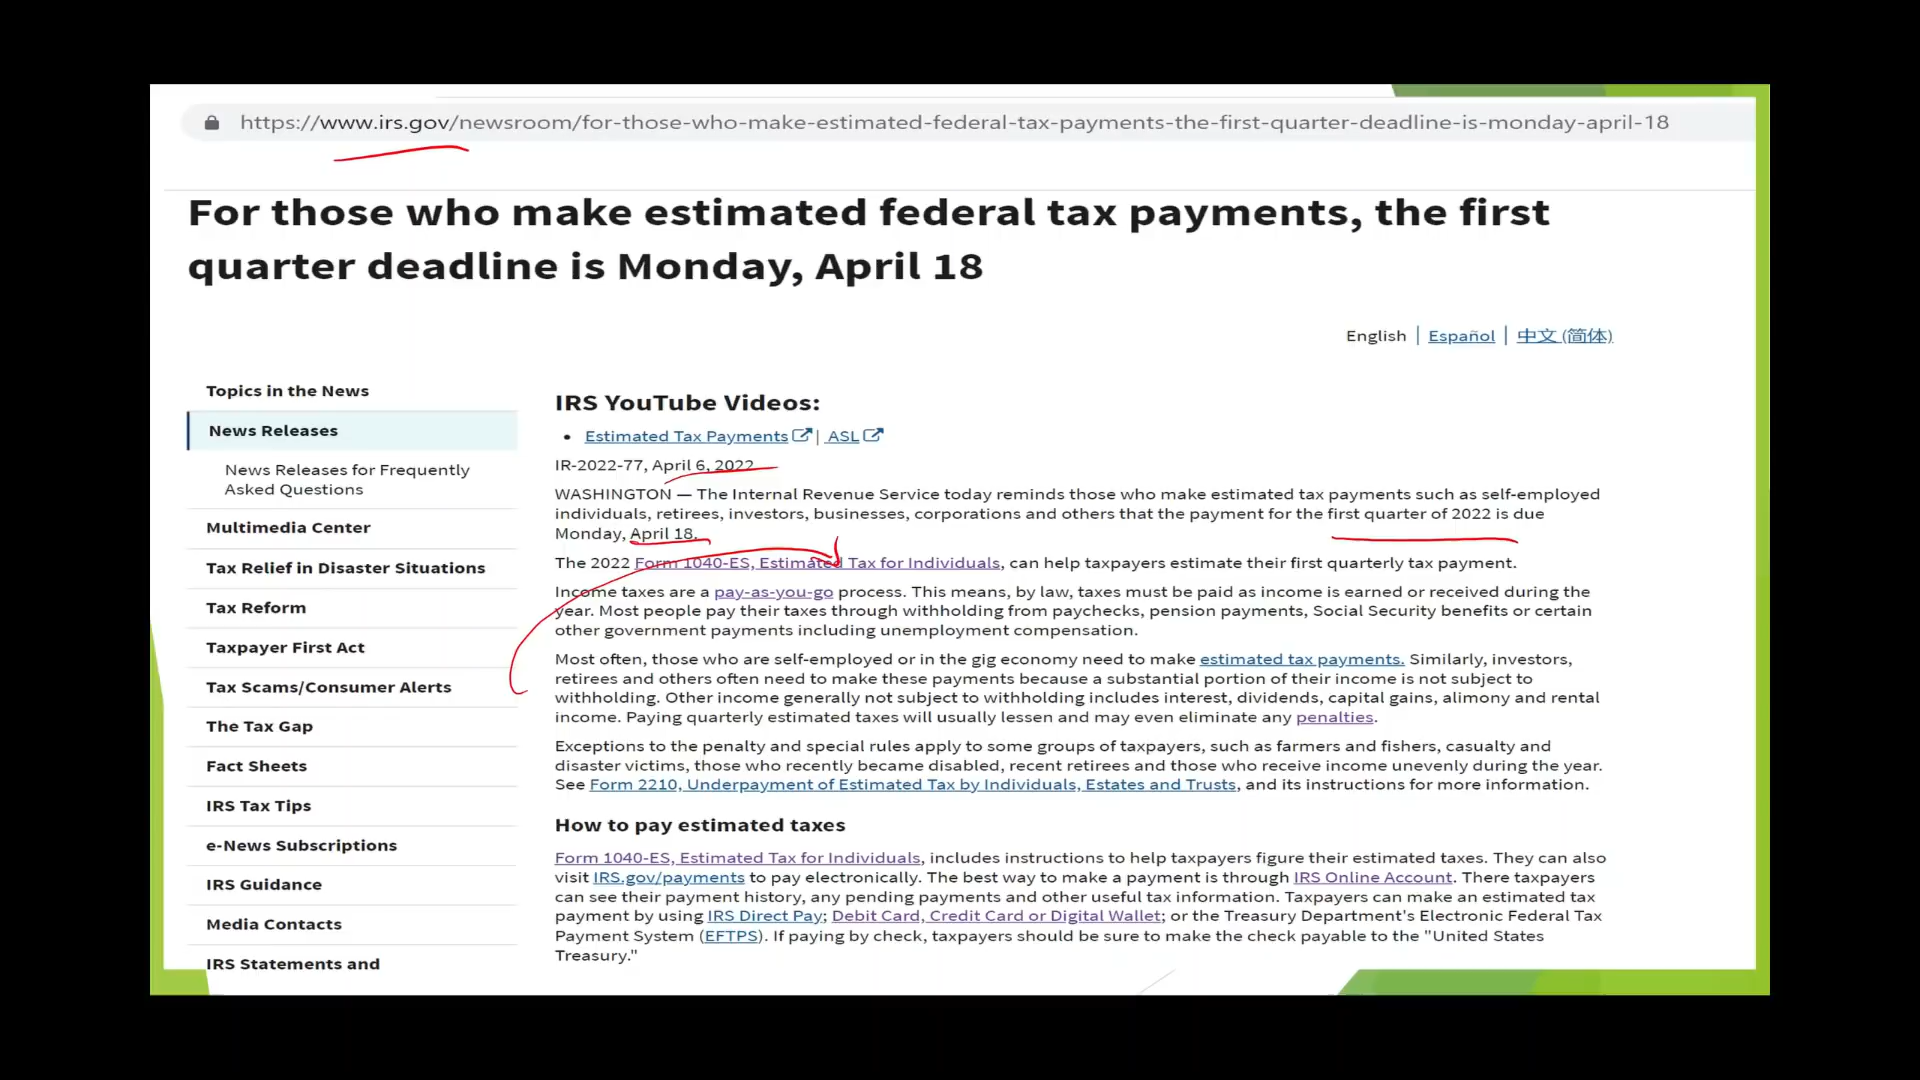 https://www.irs.gov/newsroom/for-those-who-make-estimated-federal-tax-payments-the-first-quarter-deadline-is-monday-april-18
For those who make estimated federal tax payments, the first
quarter deadline is Monday, April 18
English | Español | 中文 (简体)
Topics in the News
News Releases
News Releases for Frequently
Asked Questions
Multimedia Center
Tax Relief in Disaster Situations
Tax Reform
Taxpayer First Act
Tax Scams/Consumer Alerts
The Tax Gap
Fact Sheets
IRS Tax Tips
e-News Subscriptions
IRS Guidance
Media Contacts
IRS Statements and
IRS YouTube Videos:
• Estimated Tax Payments | ASL
IR-2022-77, April 6, 2022
WASHINGTON — The Internal Revenue Service today reminds those who make estimated tax payments such as self-employed
individuals, retirees, investors, businesses, corporations and others that the payment for the first quarter of 2022 is due
Monday, April 18.
The 2022 Form 1040-ES, Estimated Tax for Individuals, can help taxpayers estimate their first quarterly tax payment.
Income taxes are a pay-as-you-go process. This means, by law, taxes must be paid as income is earned or received during the
year. Most people pay their taxes through withholding from paychecks, pension payments, Social Security benefits or certain
other government payments including unemployment compensation.
Most often, those who are self-employed or in the gig economy need to make estimated tax payments. Similarly, investors,
retirees and others often need to make these payments because a substantial portion of their income is not subject to
withholding. Other income generally not subject to withholding includes interest, dividends, capital gains, alimony and rental
income. Paying quarterly estimated taxes will usually lessen and may even eliminate any penalties.
Exceptions to the penalty and special rules apply to some groups of taxpayers, such as farmers and fishers, casualty and
disaster victims, those who recently became disabled, recent retirees and those who receive income unevenly during the year.
See Form 2210, Underpayment of Estimated Tax by Individuals, Estates and Trusts, and its instructions for more information.
How to pay estimated taxes
Form 1040-ES, Estimated Tax for Individuals, includes instructions to help taxpayers figure their estimated taxes. They can also
visit IRS.gov/payments to pay electronically. The best way to make a payment is through IRS Online Account. There taxpayers
can see their payment history, any pending payments and other useful tax information. Taxpayers can make an estimated tax
payment by using IRS Direct Pay; Debit Card, Credit Card or Digital Wallet; or the Treasury Department's Electronic Federal Tax
Payment System (EFTPS). If paying by check, taxpayers should be sure to make the check payable to the "United States
Treasury."